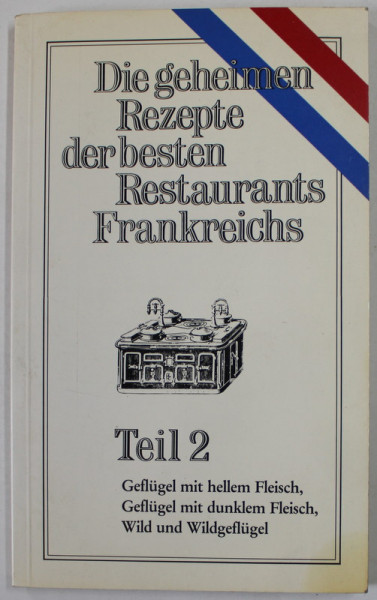 Die geheimen
Rezepte
der besten
Restaurants
Frankreichs
Teil 2
Geflügel mit hellem Fleisch,
Geflügel mit dunklem Fleisch,
Wild und Wildgeflügel